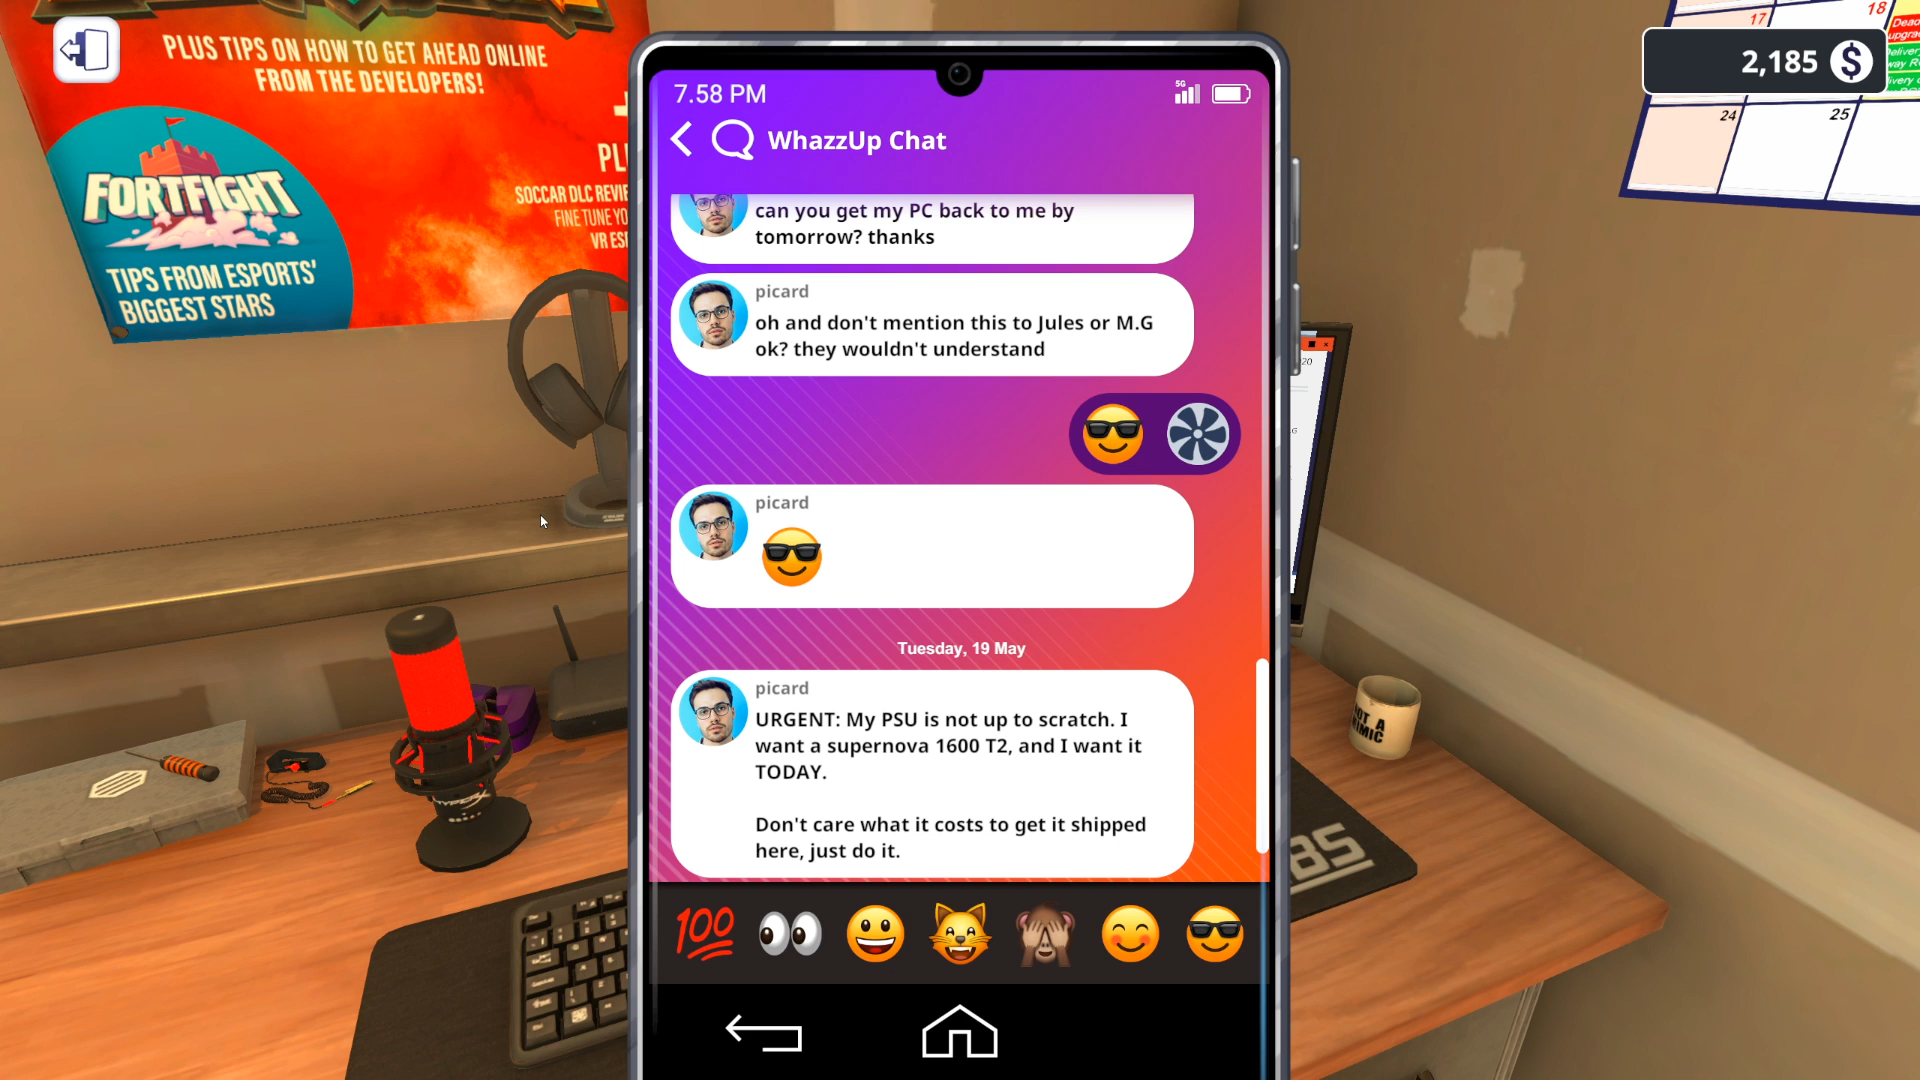 PLUS TIPS ON HOW TO GET AHEAD ONLINE
FROM THE DEVELOPERS!
SOCCAR DLC
FINE TUNE
FORTFIGHT
TIPS FROM ESPORTS'
BIGGEST STARS
HYPERX
7.58 PM
5G
WhazzUp Chat
can you get my PC back to me by
tomorrow? thanks
picard
oh and don't mention this to Jules or M.G
ok? they wouldn't understand
picard
Tuesday, 19 May
picard
URGENT: My PSU is not up to scratch. I
want a supernova 1600 T2, and I want it
TODAY.
Don't care what it costs to get it shipped
here, just do it.
100
2,185 $
17
18
24
25